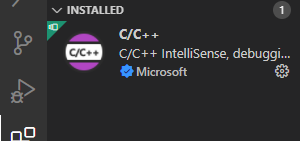 INSTALLED 1
C/C++
C/C++
C/C++ IntelliSense, debuggi...
Microsoft